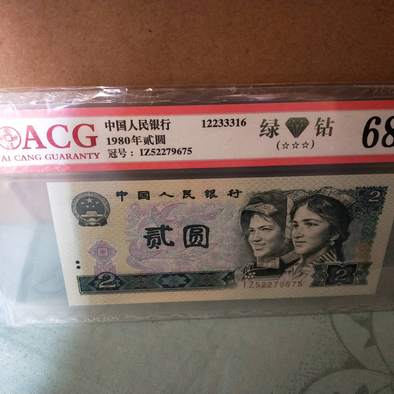 ACG
AI CANG GUARANTY
中国人民银行
1980年贰圆
冠号：IZ52279675
12233316
绿 钻
(☆☆☆)
68
中国人民银行
贰圆
2
2
IZ52279675